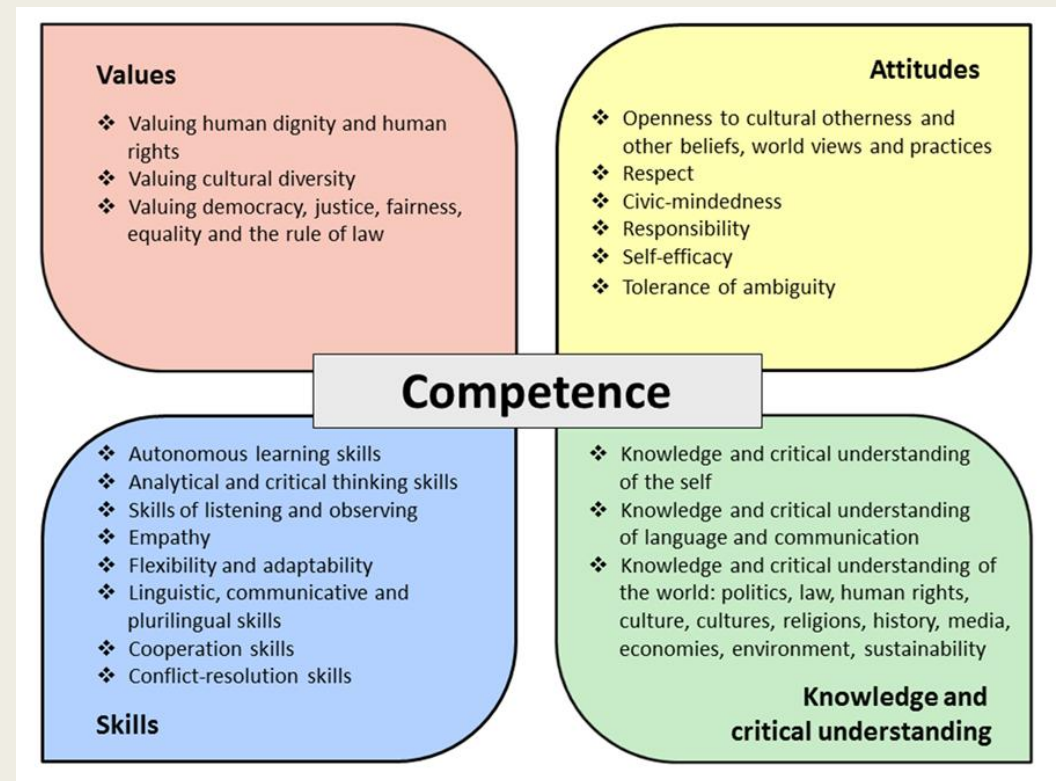 Values
❖ Valuing human dignity and human
rights
❖ Valuing cultural diversity
❖ Valuing democracy, justice, fairness,
equality and the rule of law
Attitudes
❖ Openness to cultural otherness and
other beliefs, world views and practices
❖ Respect
❖ Civic-mindedness
❖ Responsibility
❖ Self-efficacy
❖ Tolerance of ambiguity
Competence
❖ Autonomous learning skills
❖ Analytical and critical thinking skills
❖ Skills of listening and observing
❖ Empathy
❖ Flexibility and adaptability
❖ Linguistic, communicative and
plurilingual skills
❖ Cooperation skills
❖ Conflict-resolution skills
Skills
❖ Knowledge and critical understanding
of the self
❖ Knowledge and critical understanding
of language and communication
❖ Knowledge and critical understanding of
the world: politics, law, human rights,
culture, cultures, religions, history, media,
economies, environment, sustainability
Knowledge and
critical understanding